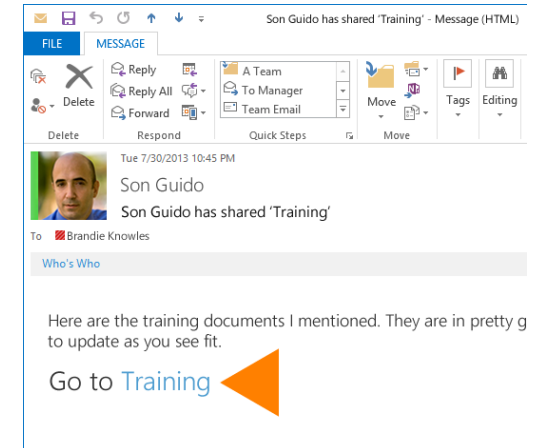 Son Guido has shared 'Training' - Message (HTML)
FILE MESSAGE
Reply
Reply All
Forward
Delete
A Team
To Manager
Team Email
Move
Tags
Editing
Delete Respond Quick Steps Move
Tue 7/30/2013 10:45 PM
Son Guido
Son Guido has shared 'Training'
To Brandie Knowles
Who's Who
Here are the training documents I mentioned. They are in pretty g
to update as you see fit.
Go to Training